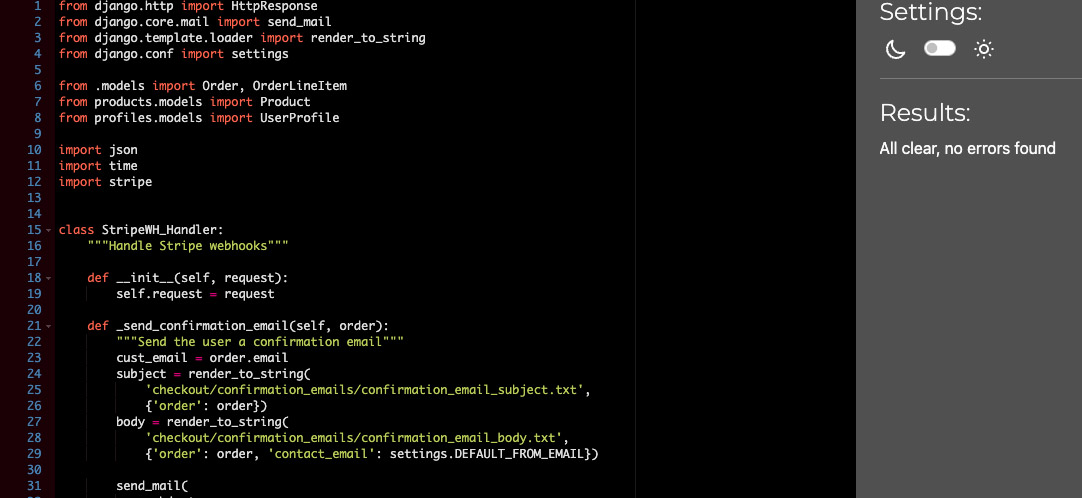 1 from django.http import HttpResponse
2 from django.core.mail import send_mail
3 from django.template.loader import render_to_string
4 from django.conf import settings
5
6 from .models import Order, OrderLineItem
7 from products.models import Product
8 from profiles.models import UserProfile
9
10 import json
11 import time
12 import stripe
13
14
15 class StripeWH_Handler:
16 """Handle Stripe webhooks"""
17
18 def __init__(self, request):
19 self.request = request
20
21 def _send_confirmation_email(self, order):
22 """Send the user a confirmation email"""
23 cust_email = order.email
24 subject = render_to_string(
25 'checkout/confirmation_emails/confirmation_email_subject.txt',
26 {'order': order})
27 body = render_to_string(
28 'checkout/confirmation_emails/confirmation_email_body.txt',
29 {'order': order, 'contact_email': settings.DEFAULT_FROM_EMAIL})
30
31 send_mail(
Settings:
Results:
All clear, no errors found